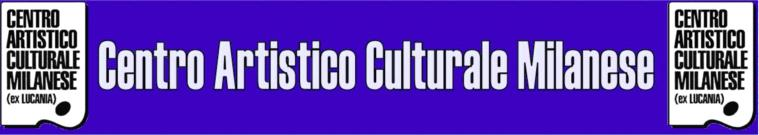 CENTRO
ARTISTICO
CULTURALE
MILANESE
(ex LUCANIA)
Centro Artistico Culturale Milanese
CENTRO
ARTISTICO
CULTURALE
MILANESE
(ex LUCANIA)